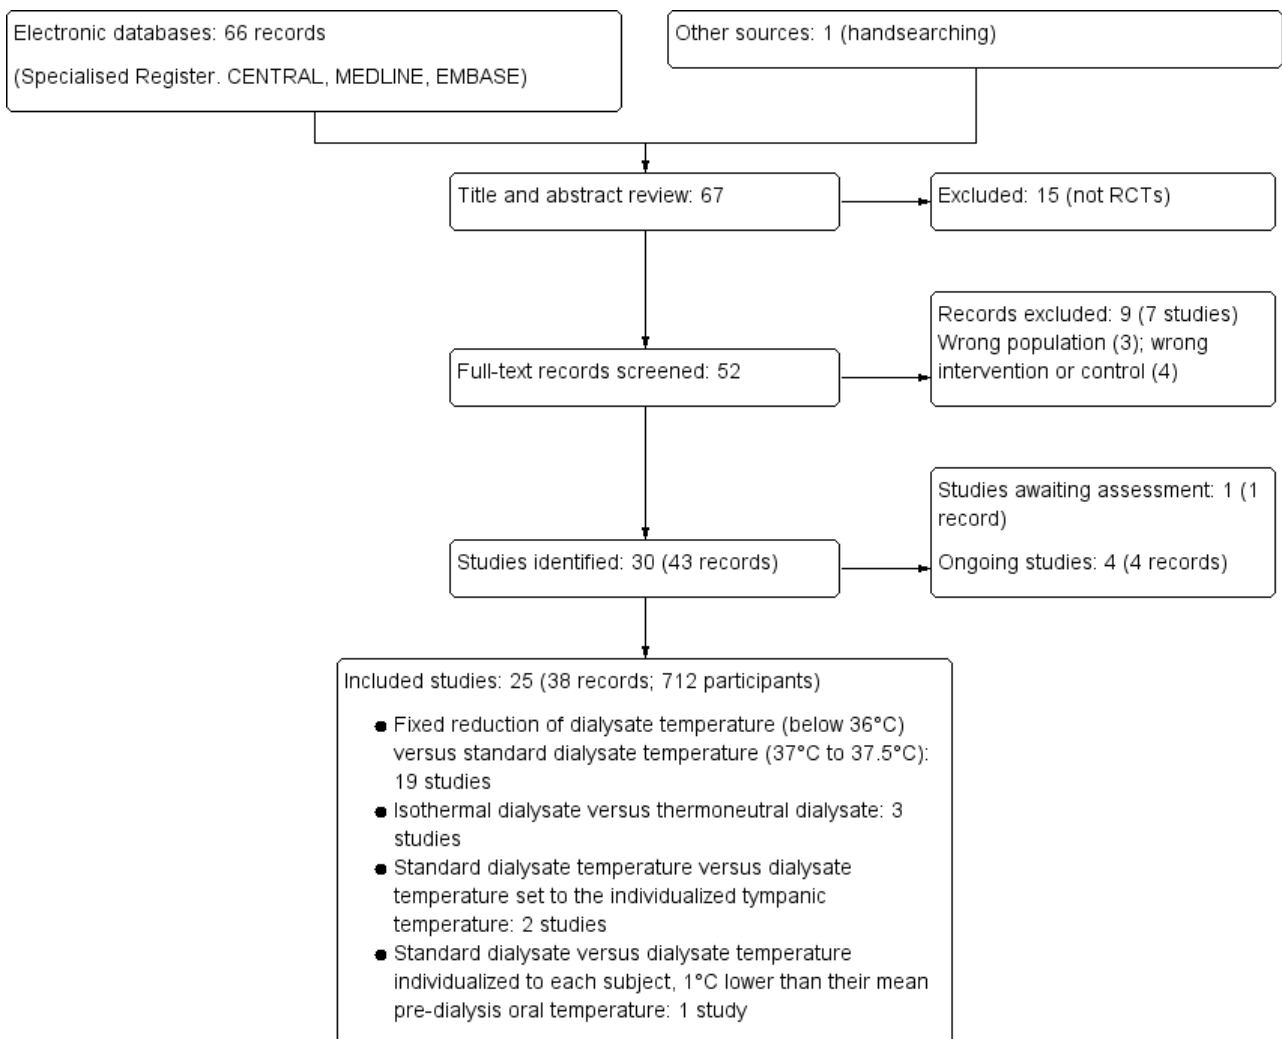 Electronic databases: 66 records
(Specialised Register. CENTRAL, MEDLINE, EMBASE)
Other sources: 1 (handsearching)
Title and abstract review: 67
Excluded: 15 (not RCTs)
Full-text records screened: 52
Records excluded: 9 (7 studies)
Wrong population (3); wrong
intervention or control (4)
Studies identified: 30 (43 records)
Studies awaiting assessment: 1 (1
record)
Ongoing studies: 4 (4 records)
Included studies: 25 (38 records; 712 participants)
● Fixed reduction of dialysate temperature (below 36°C)
versus standard dialysate temperature (37°C to 37.5°C):
19 studies
● Isothermal dialysate versus thermoneutral dialysate: 3
studies
● Standard dialysate temperature versus dialysate
temperature set to the individualized tympanic
temperature: 2 studies
● Standard dialysate versus dialysate temperature
individualized to each subject, 1°C lower than their mean
pre-dialysis oral temperature: 1 study